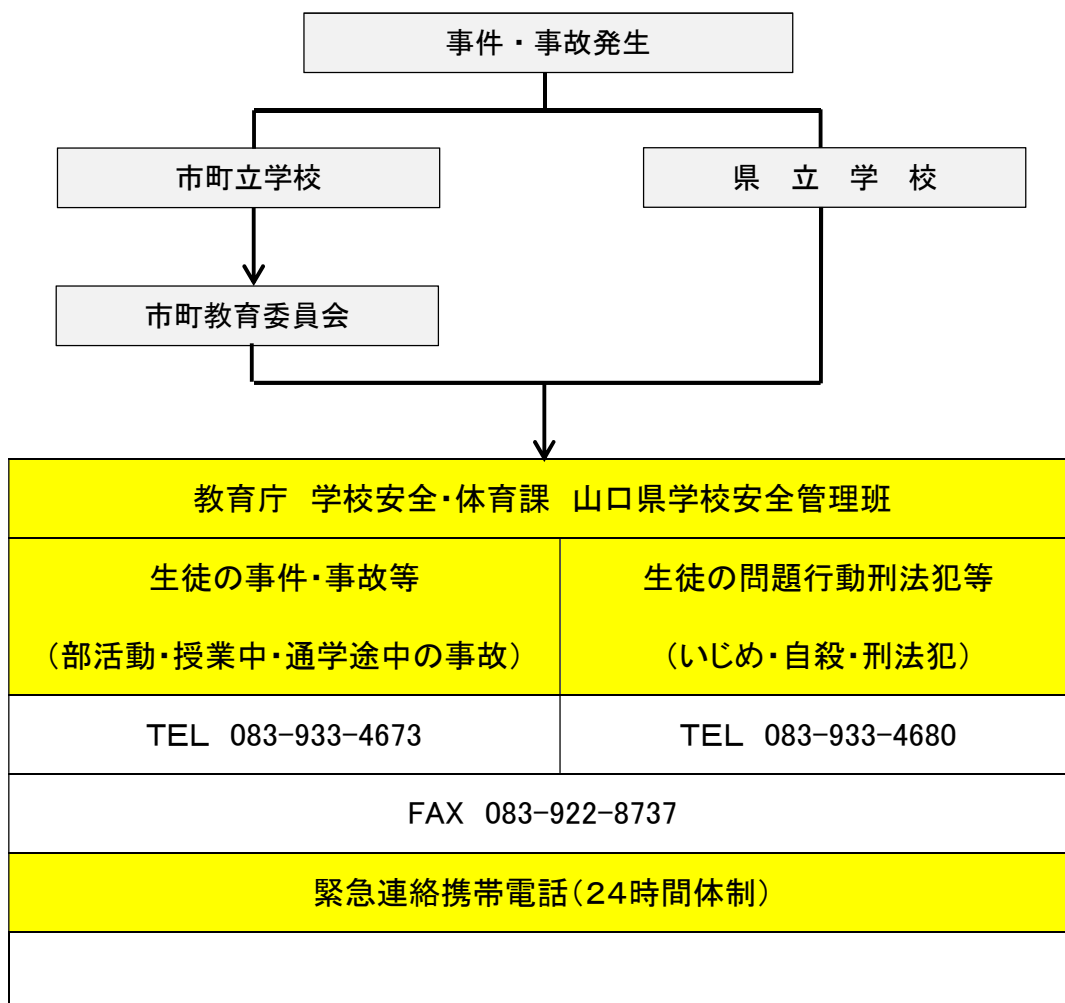 事件・事故発生
市町立学校
県 立 学 校
市町教育委員会
教育庁 学校安全・体育課 山口県学校安全管理班
生徒の事件・事故等
(部活動・授業中・通学途中の事故)
生徒の問題行動刑法犯等
(いじめ・自殺・刑法犯)
TEL 083-933-4673
TEL 083-933-4680
FAX 083-922-8737
緊急連絡携帯電話(24時間体制)